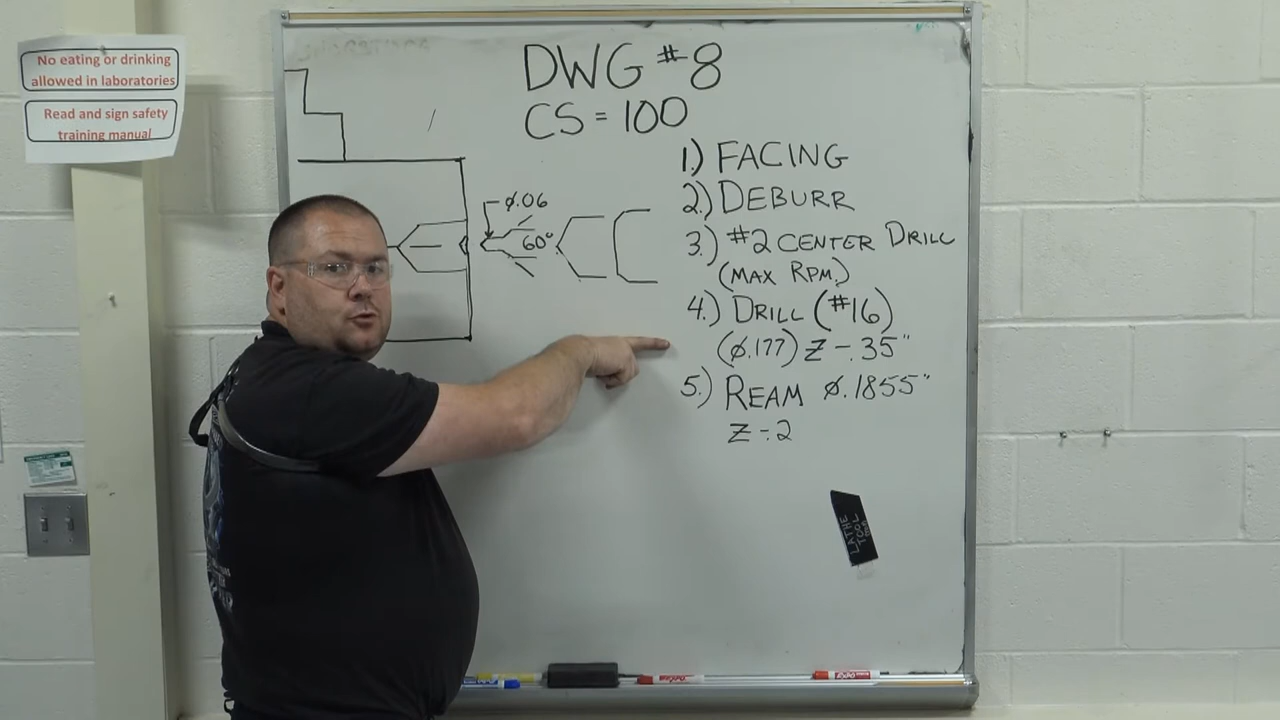 No eating or drinking
allowed in laboratories
Read and sign safety
training manual
DWG #8
CS = 100
1.) FACING
2.) DEBURR
3.) #2 CENTER DRILL
(MAX RPM.)
4.) DRILL (#16)
(Ø.177) Z -.35"
5.) REAM Ø.1855"
Z -.2
Ø.06
60°
LATHE
TOOL